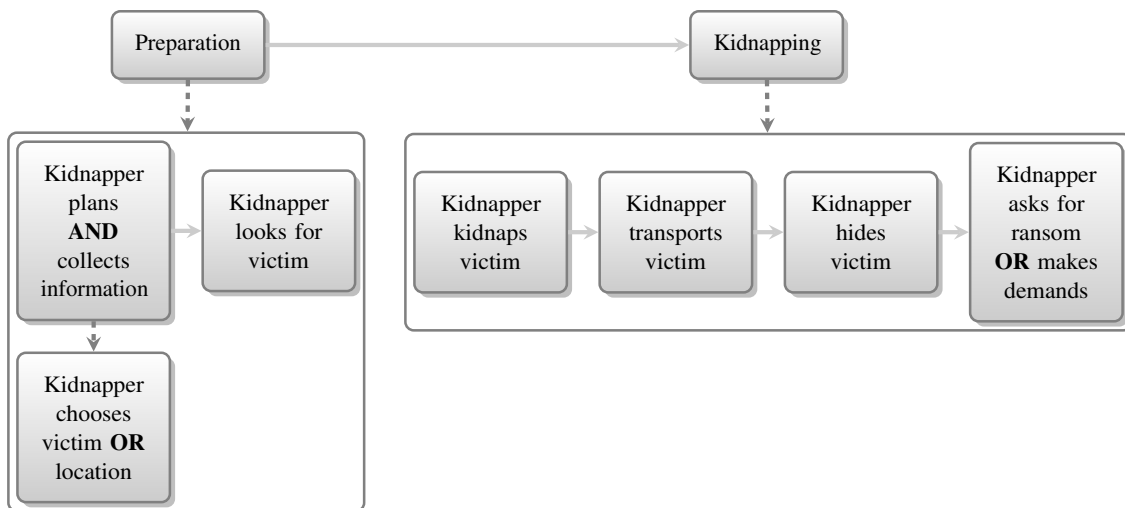 Preparation
Kidnapping
Kidnapper
plans
AND
collects
information
Kidnapper
looks for
victim
Kidnapper
chooses
victim OR
location
Kidnapper
kidnaps
victim
Kidnapper
transports
victim
Kidnapper
hides
victim
Kidnapper
asks for
ransom
OR makes
demands